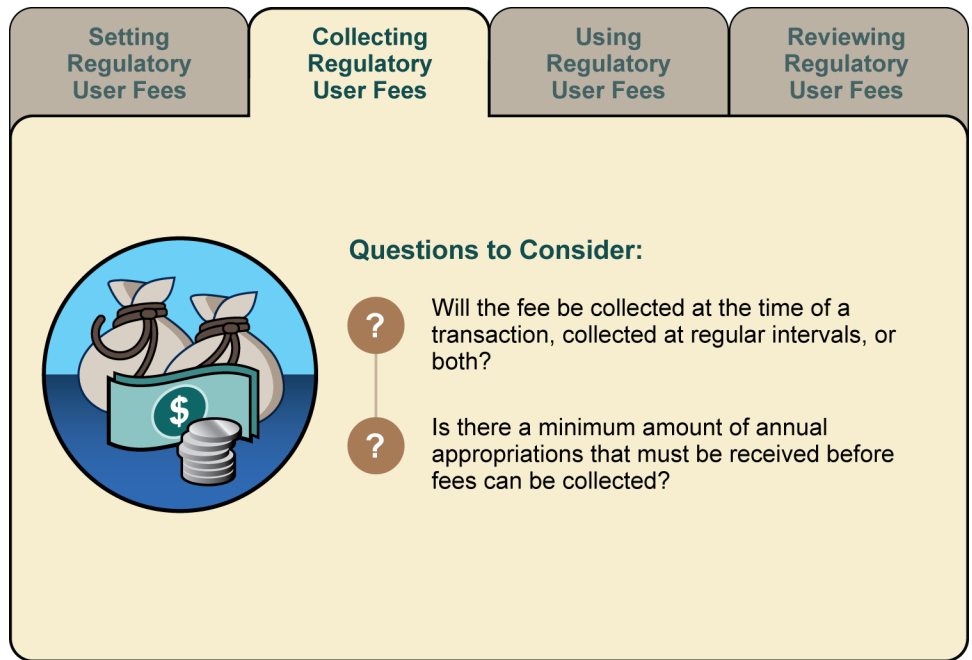 Setting
Regulatory
User Fees
Collecting
Regulatory
User Fees
Using
Regulatory
User Fees
Reviewing
Regulatory
User Fees
Questions to Consider:
?
Will the fee be collected at the time of a
transaction, collected at regular intervals, or
both?
?
Is there a minimum amount of annual
appropriations that must be received before
fees can be collected?
$